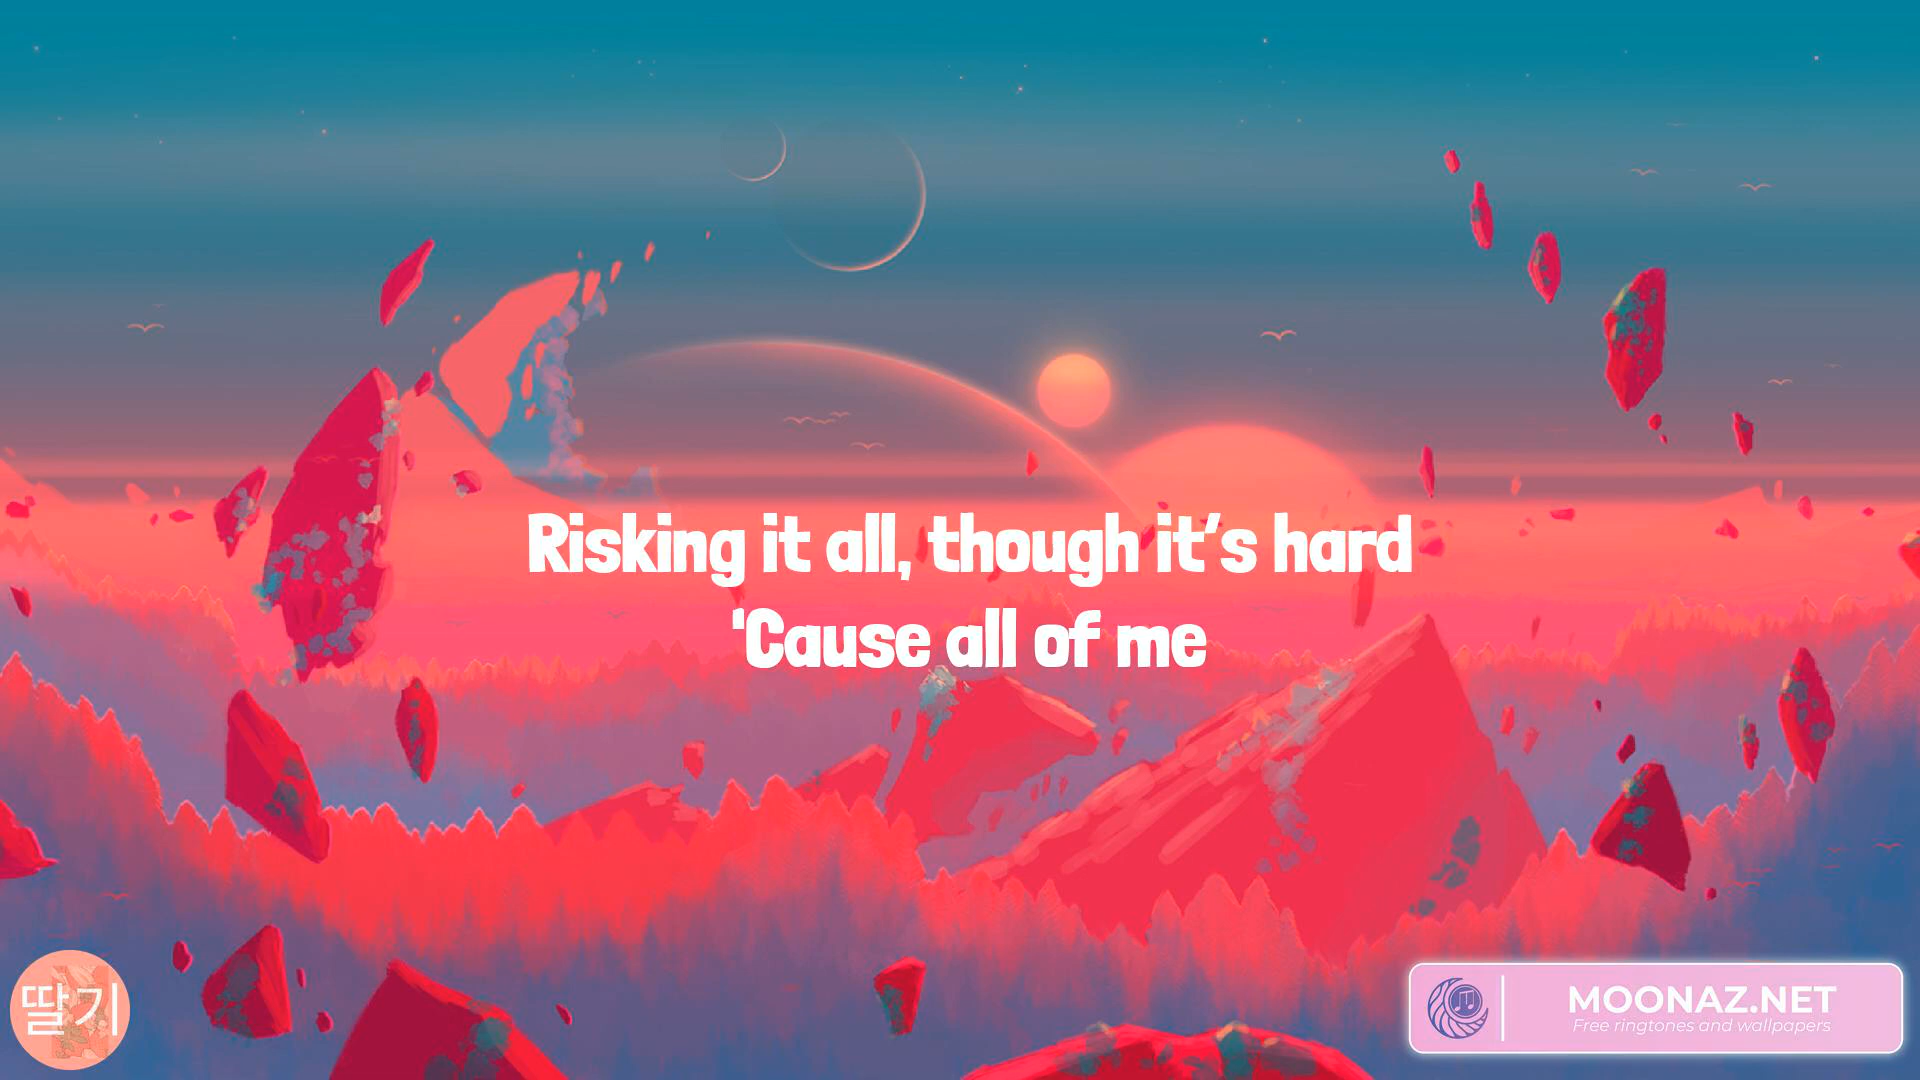 Risking it all, though it's hard
'Cause all of me
딸기
MOONAZ.NET
Free ringtones and wallpapers